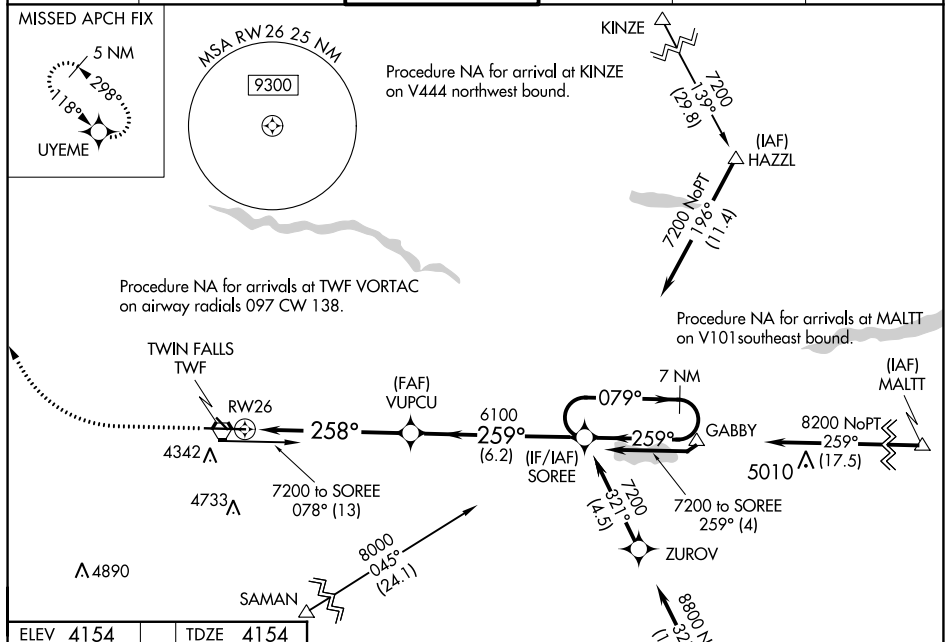 MISSED APCH FIX
5 NM
298°
118°
UYEME
MSA RW26 25 NM
9300
Procedure NA for arrival at KINZE
on V444 northwest bound.
KINZE
7200
139°
(29.8)
(IAF)
HAZZL
7200 NoPT
196°
(11.4)
Procedure NA for arrivals at TWF VORTAC
on airway radials 097 CW 138.
Procedure NA for arrivals at MALTT
on V101southeast bound.
TWIN FALLS
TWF
RW26
258°
(FAF)
VUPCU
6100
259°
(6.2)
(IF/IAF)
SOREE
079°
7 NM
259°
GABBY
(IAF)
MALTT
8200 NoPT
259°
(17.5)
5010
4342
4733
4890
7200 to SOREE
078° (13)
7200 to SOREE
259° (4)
7200
321°
(4.5)
ZUROV
8000
045°
(24.1)
SAMAN
8800 N
ELEV 4154
TDZE 4154